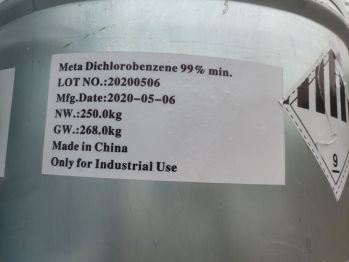 Meta Dichlorobenzene 99% min.
LOT NO.:20200506
Mfg.Date:2020-05-06
NW.:250.0kg
GW.:268.0kg
Made in China
Only for Industrial Use
9